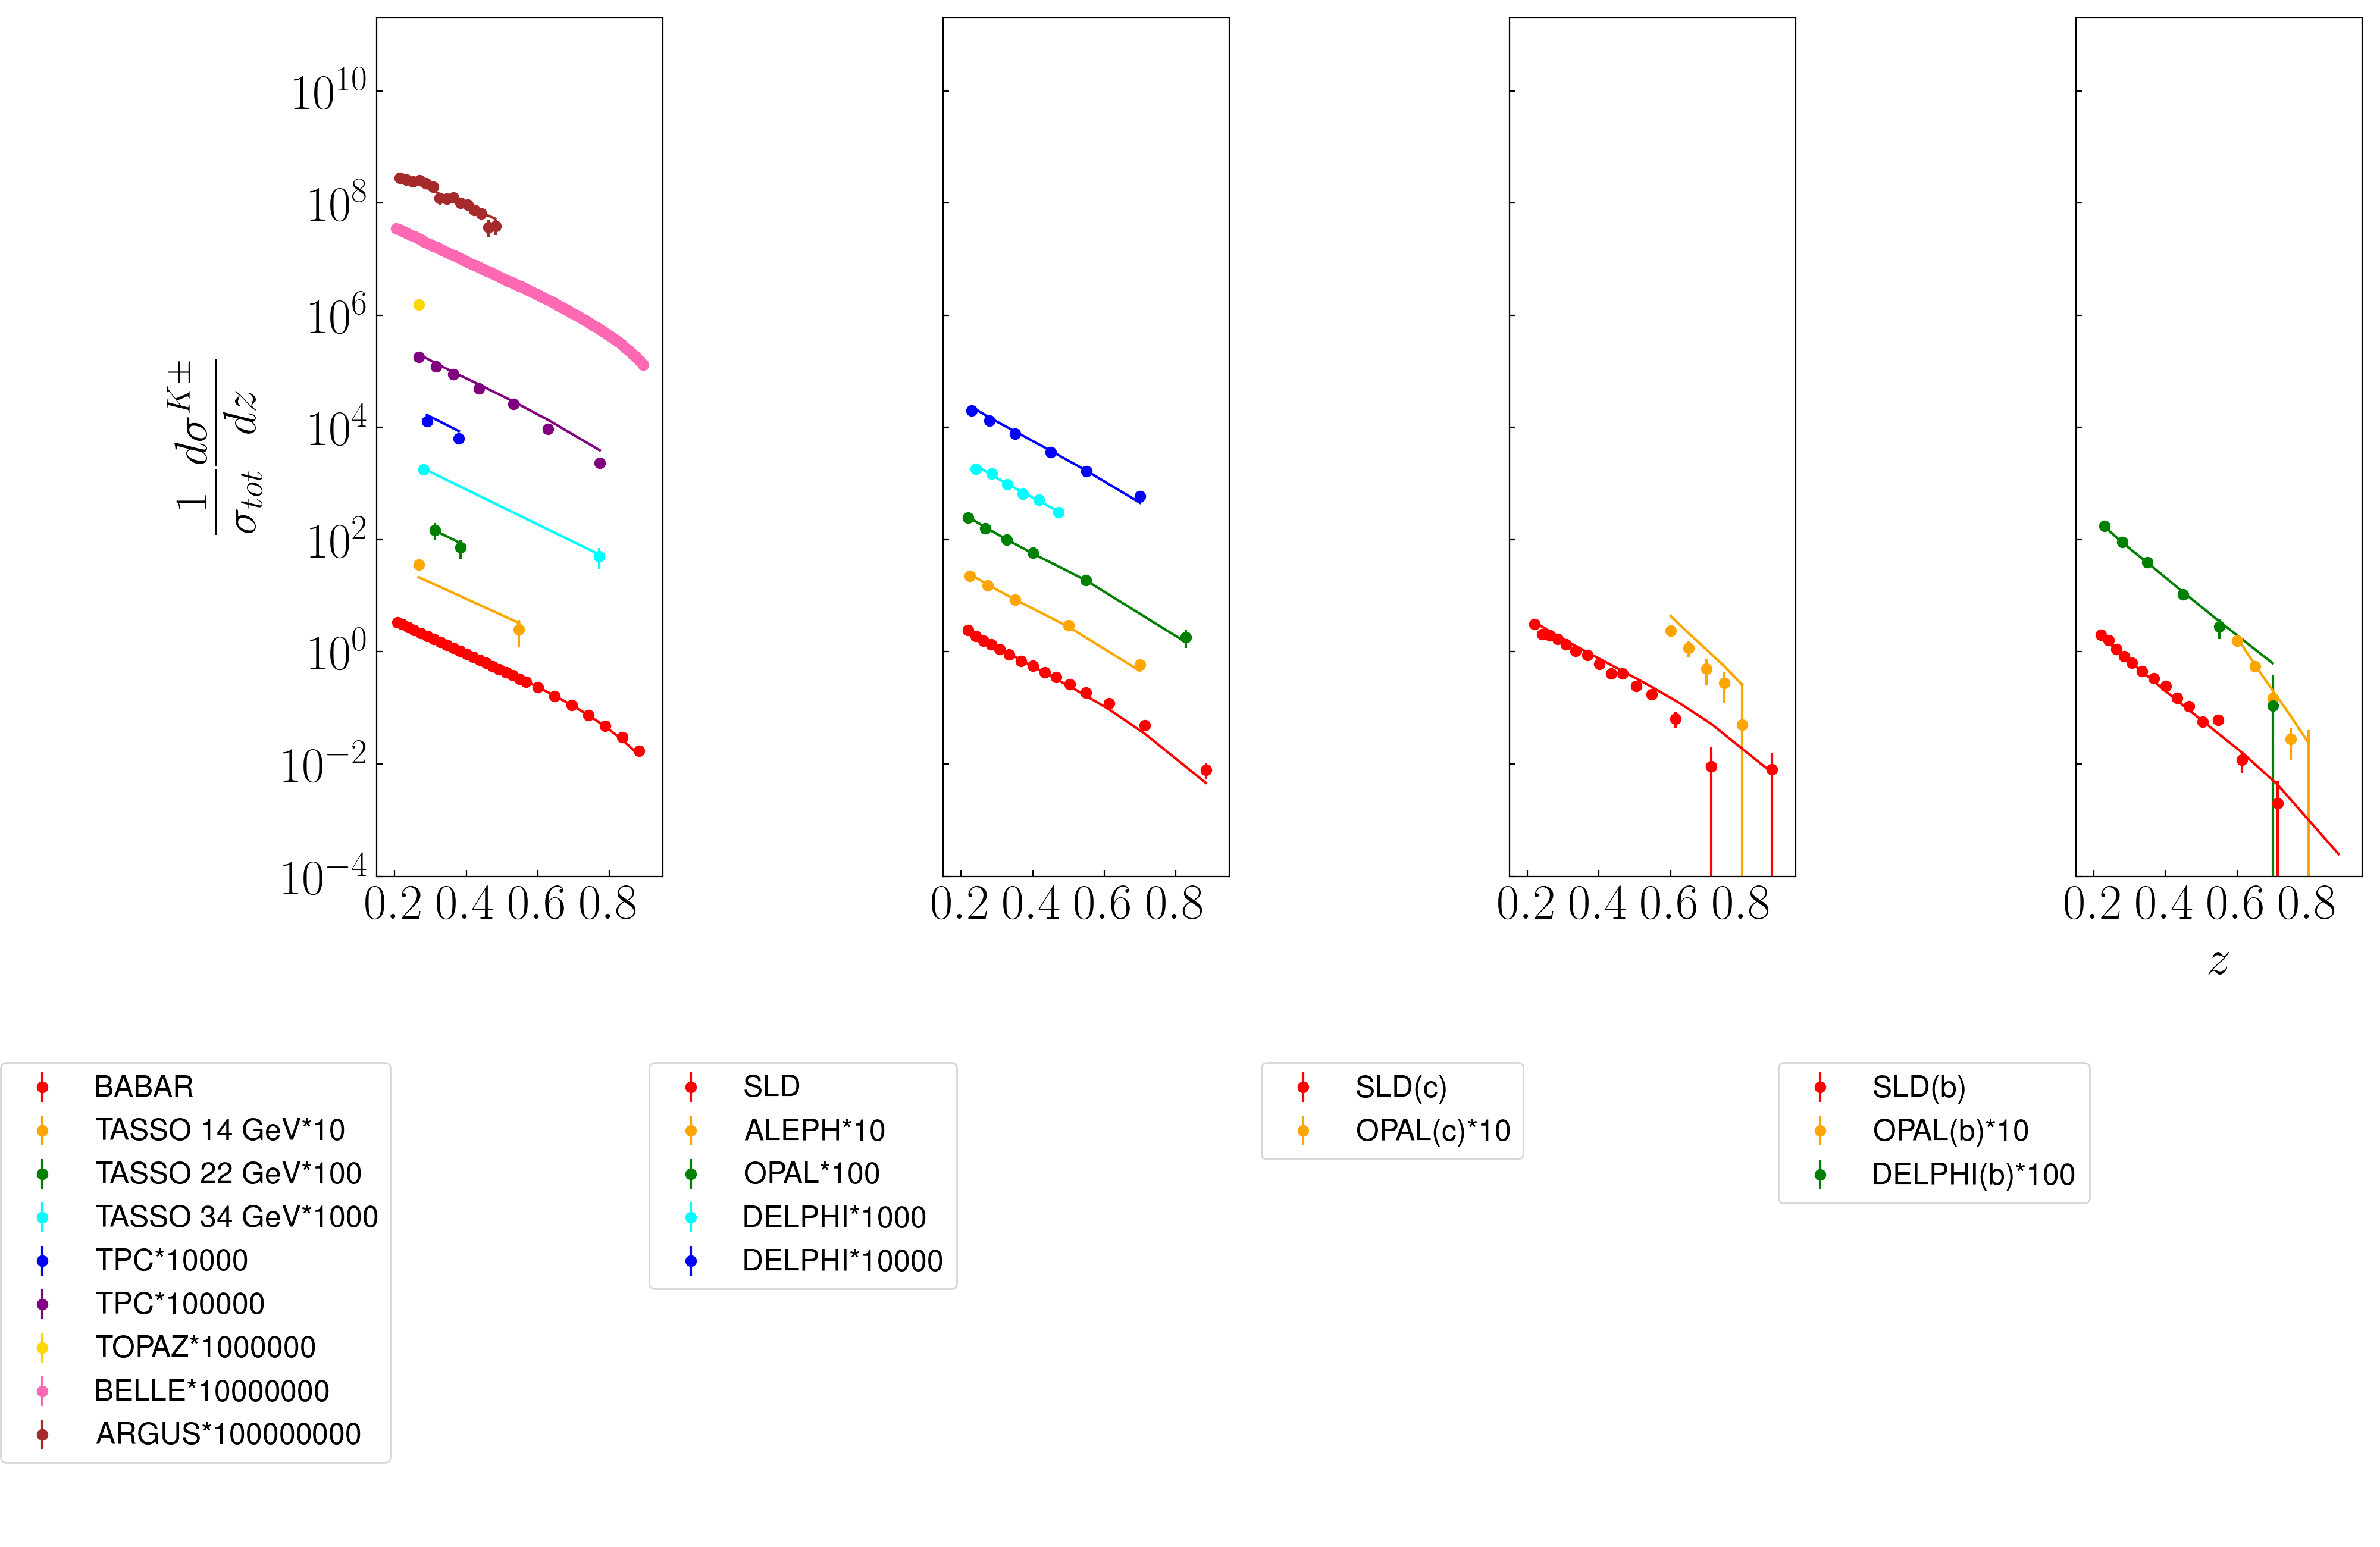 10^10
10^8
10^6
10^4
10^2
10^0
10^−2
10^−4
1/σ_tot dσ^{K±}/dz
0.2 0.4 0.6 0.8
0.2 0.4 0.6 0.8
0.2 0.4 0.6 0.8
0.2 0.4 0.6 0.8
z
BABAR
TASSO 14 GeV*10
TASSO 22 GeV*100
TASSO 34 GeV*1000
TPC*10000
TPC*100000
TOPAZ*1000000
BELLE*10000000
ARGUS*100000000
SLD
ALEPH*10
OPAL*100
DELPHI*1000
DELPHI*10000
SLD(c)
OPAL(c)*10
SLD(b)
OPAL(b)*10
DELPHI(b)*100